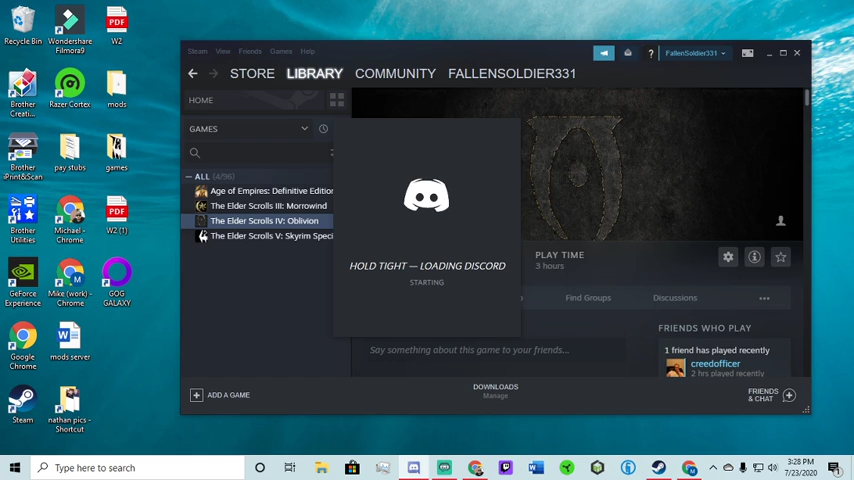 Recycle Bin
Wondershare
Filmora9
W2
Brother
Creati...
Razer Cortex
mods
Brother
iPrint&Scan
pay stubs
games
Brother
Utilities
Michael -
Chrome
W2 (1)
GeForce
Experience
Mike (work) -
Chrome
GOG
GALAXY
Google
Chrome
mods server
Steam
nathan pics -
Shortcut
Steam View Friends Games Help
? FallenSoldier331
STORE LIBRARY COMMUNITY FALLENSOLDIER331
HOME
GAMES
ALL (4/96)
Age of Empires: Definitive Edition
The Elder Scrolls III: Morrowind
The Elder Scrolls IV: Oblivion
The Elder Scrolls V: Skyrim Speci
HOLD TIGHT — LOADING DISCORD
STARTING
PLAY TIME
3 hours
Find Groups Discussions
FRIENDS WHO PLAY
1 friend has played recently
creedofficer
2 hrs played recently
Say something about this game to your friends...
ADD A GAME
DOWNLOADS
Manage
FRIENDS
& CHAT
Type here to search
3:28 PM
7/23/2020